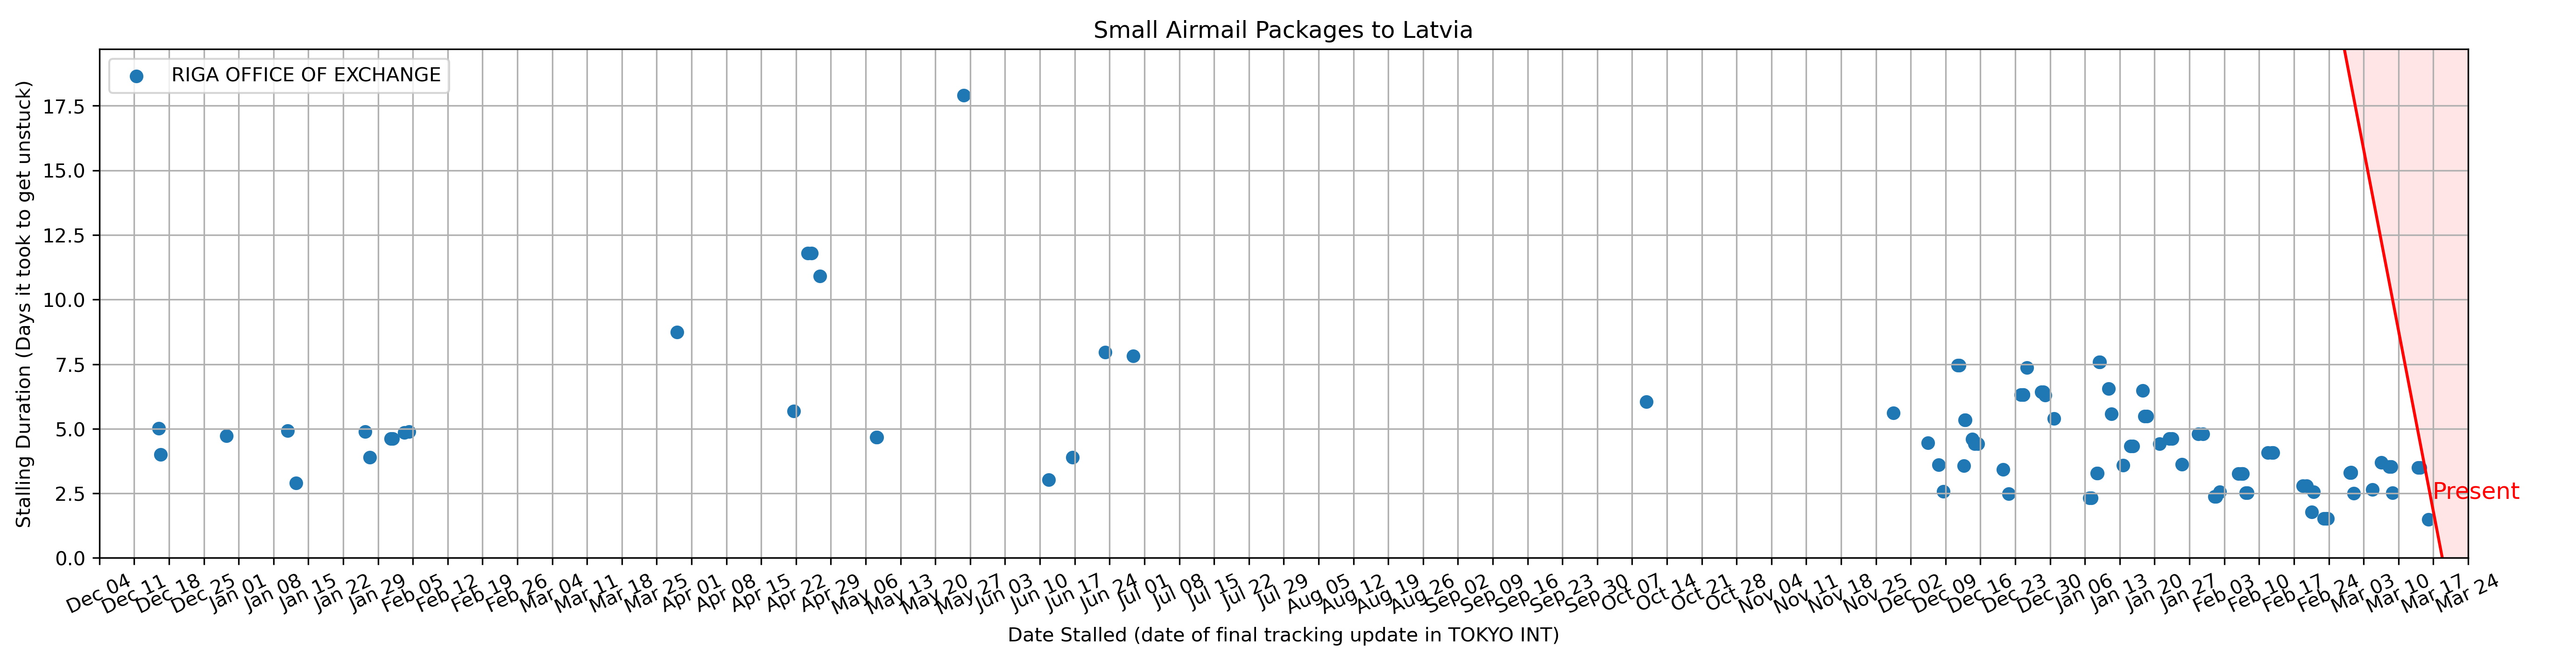 Small Airmail Packages to Latvia
RIGA OFFICE OF EXCHANGE
Stalling Duration (Days it took to get unstuck)
17.5
15.0
12.5
10.0
7.5
5.0
2.5
0.0
Present
Dec 04 Dec 11 Dec 18 Dec 25 Jan 01 Jan 08 Jan 15 Jan 22 Jan 29 Feb 05 Feb 12 Feb 19 Feb 26 Mar 04 Mar 11 Mar 18 Mar 25 Apr 01 Apr 08 Apr 15 Apr 22 Apr 29 May 06 May 13 May 20 May 27 Jun 03 Jun 10 Jun 17 Jun 24 Jul 01 Jul 08 Jul 15 Jul 22 Jul 29 Aug 05 Aug 12 Aug 19 Aug 26 Sep 02 Sep 09 Sep 16 Sep 23 Sep 30 Oct 07 Oct 14 Oct 21 Oct 28 Nov 04 Nov 11 Nov 18 Nov 25 Dec 02 Dec 09 Dec 16 Dec 23 Dec 30 Jan 06 Jan 13 Jan 20 Jan 27 Feb 03 Feb 10 Feb 17 Feb 24 Mar 03 Mar 10 Mar 17 Mar 24
Date Stalled (date of final tracking update in TOKYO INT)